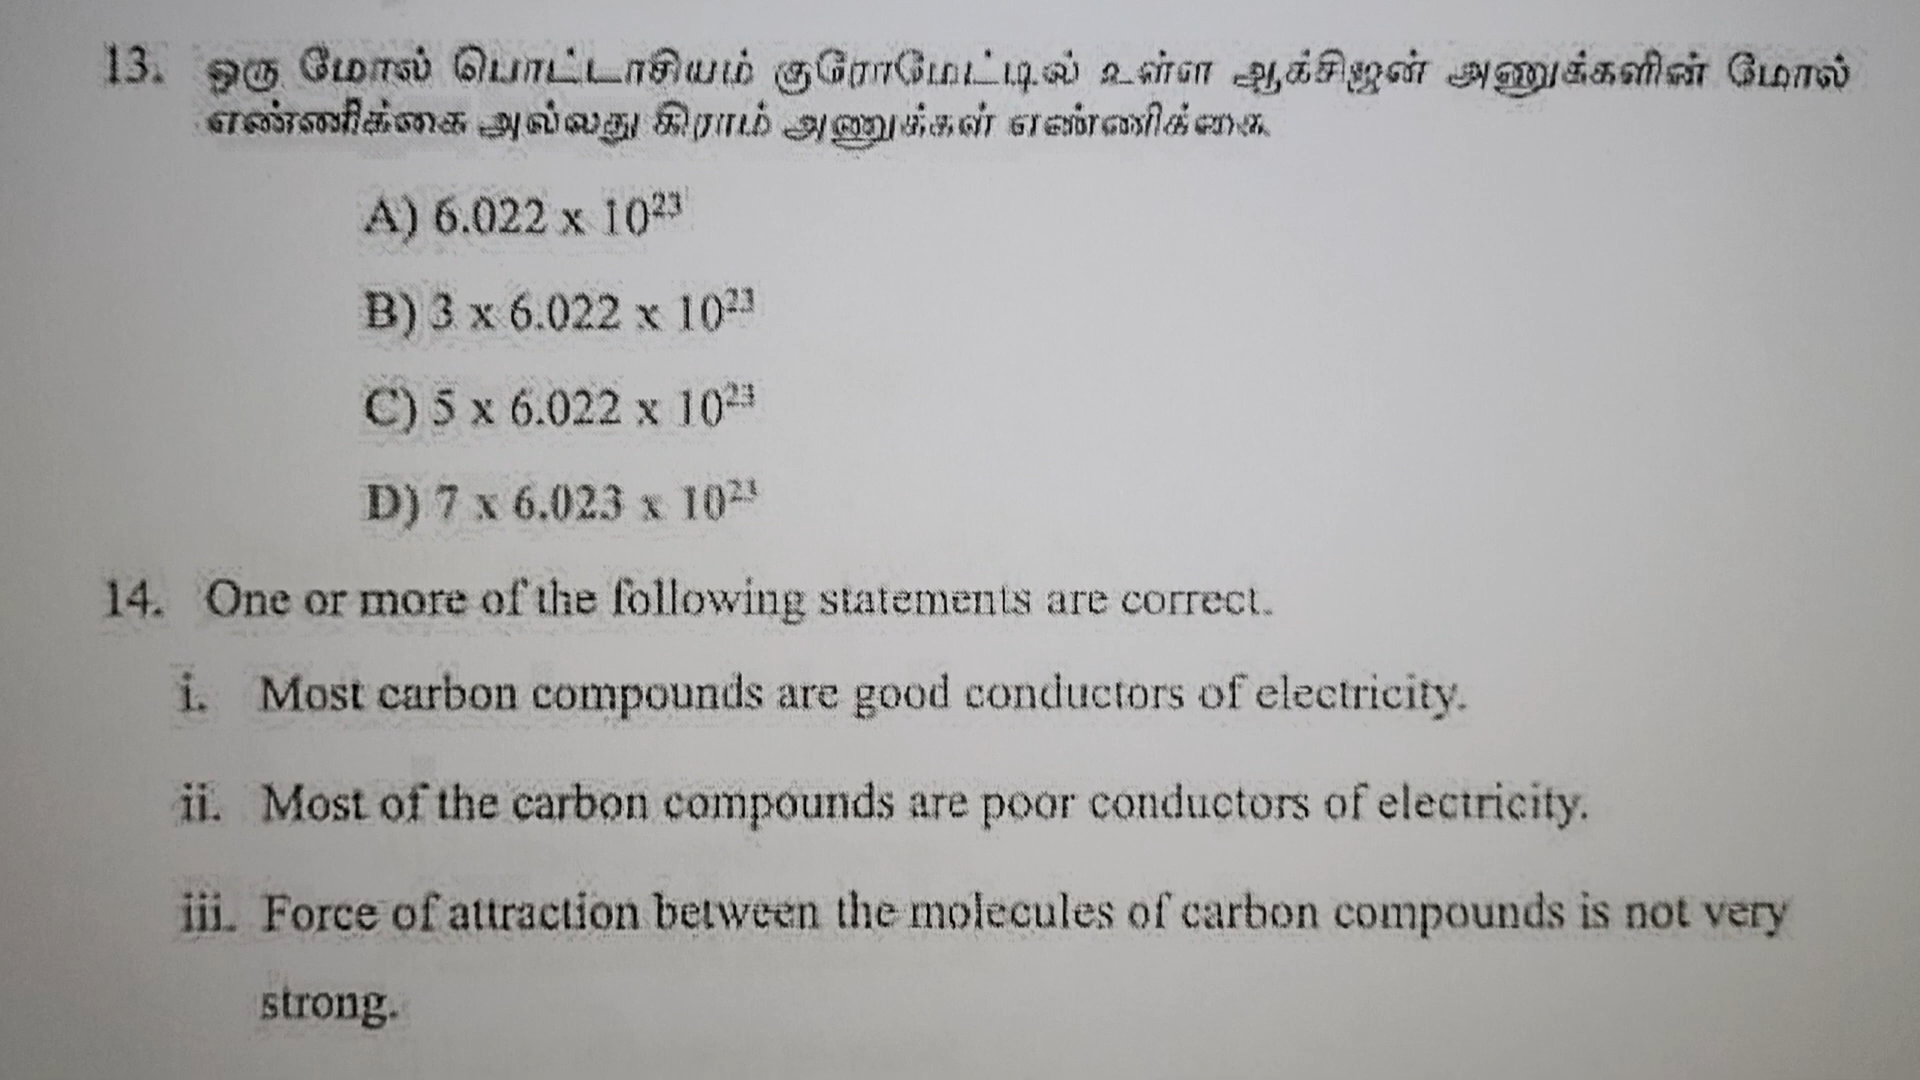 13. ஒரு மோல் பொட்டாசியம் குரோமேட்டில் உள்ள ஆக்சிஜன் அணுக்களின் மோல்
எண்ணிக்கை அல்லது கிராம் அணுக்கள் எண்ணிக்கை
A) 6.022 x 10²³
B) 3 x 6.022 x 10²³
C) 5 x 6.022 x 10²³
D) 7 x 6.023 x 10²³
14. One or more of the following statements are correct.
i. Most carbon compounds are good conductors of electricity.
ii. Most of the carbon compounds are poor conductors of electricity.
iii. Force of attraction between the molecules of carbon compounds is not very
strong.